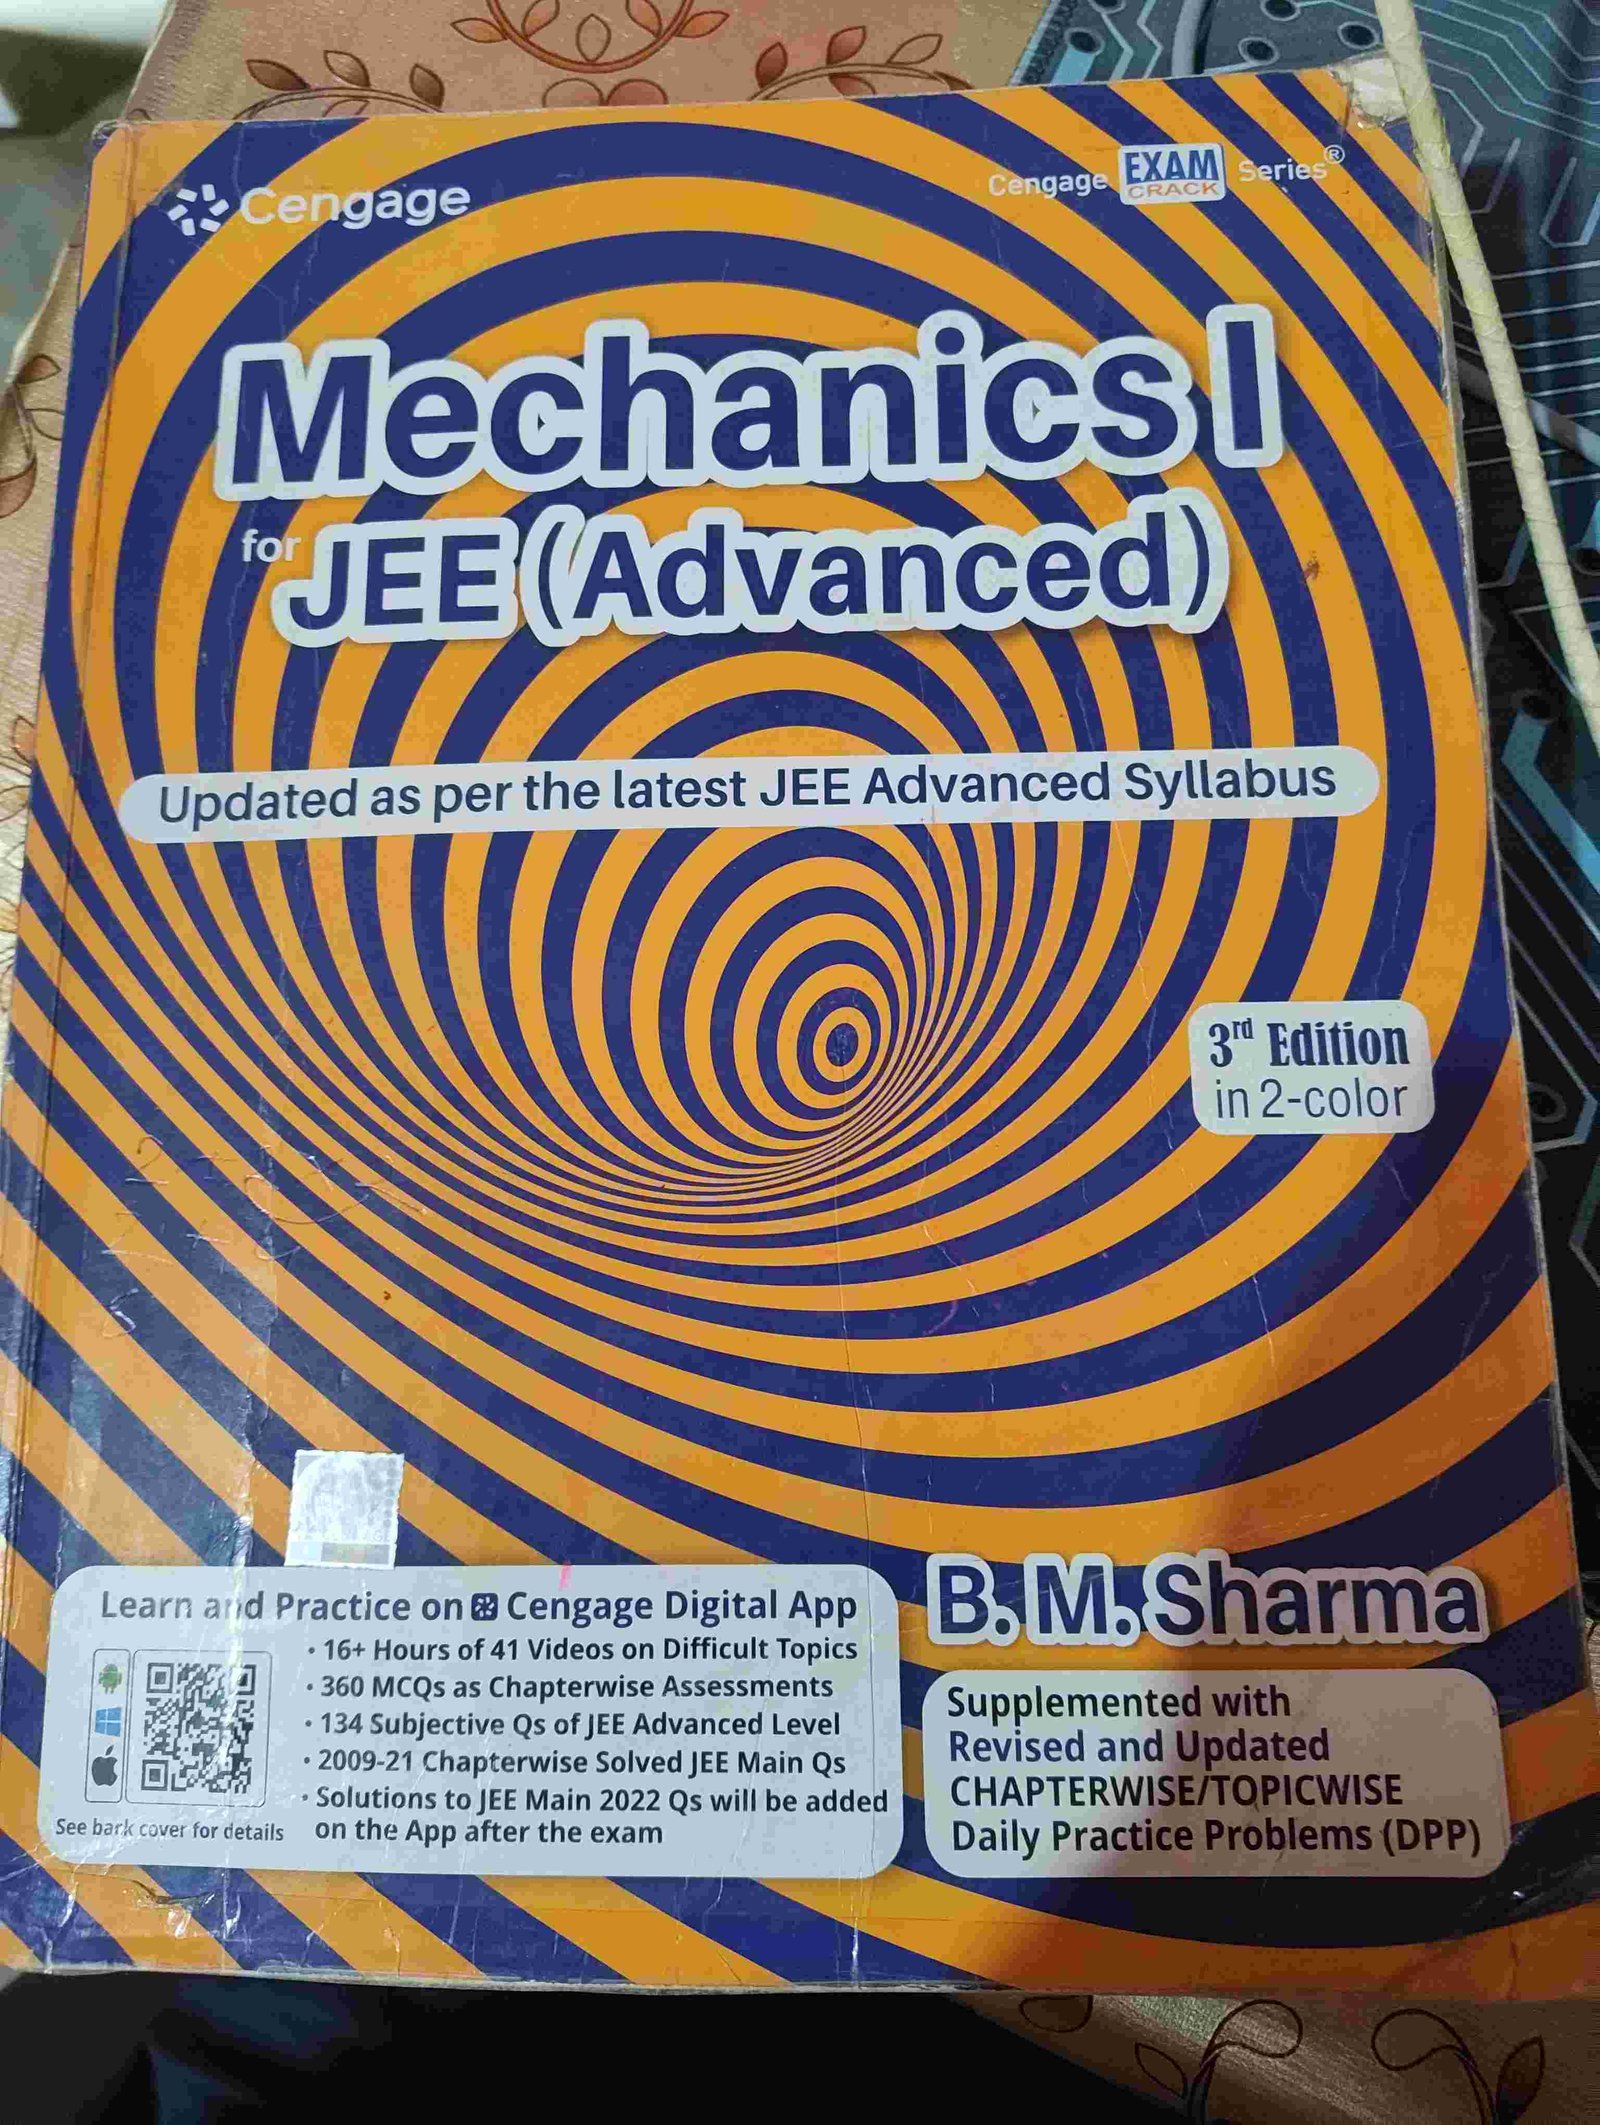 Cengage
Cengage EXAM CRACK Series®
Mechanics I
for JEE (Advanced)
Updated as per the latest JEE Advanced Syllabus
3rd Edition
in 2-color
Learn and Practice on Cengage Digital App
• 16+ Hours of 41 Videos on Difficult Topics
• 360 MCQs as Chapterwise Assessments
• 134 Subjective Qs of JEE Advanced Level
• 2009-21 Chapterwise Solved JEE Main Qs
• Solutions to JEE Main 2022 Qs will be added
on the App after the exam
See back cover for details
B. M. Sharma
Supplemented with
Revised and Updated
CHAPTERWISE/TOPICWISE
Daily Practice Problems (DPP)